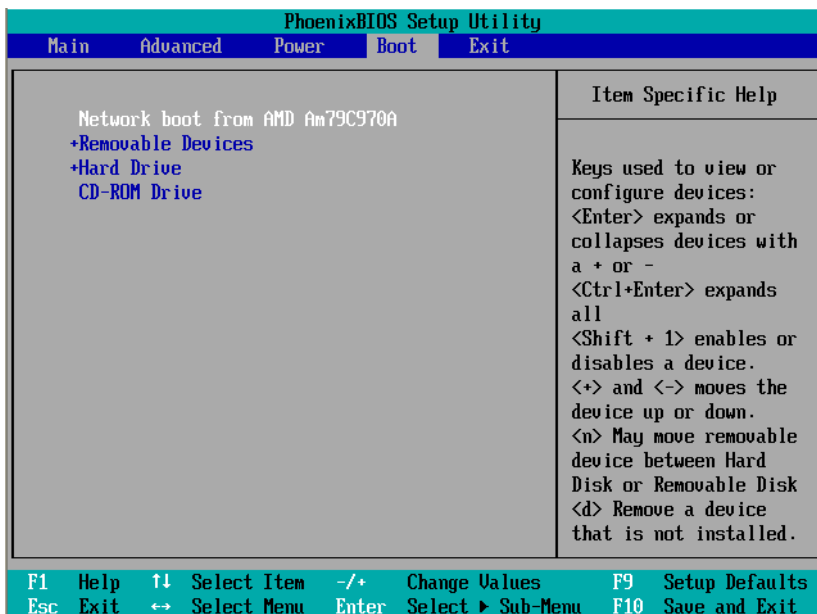 PhoenixBIOS Setup Utility
Main Advanced Power Boot Exit
Network boot from AMD Am79C970A
+Removable Devices
+Hard Drive
CD-ROM Drive
Item Specific Help
Keys used to view or
configure devices:
<Enter> expands or
collapses devices with
a + or -
<Ctrl+Enter> expands
all
<Shift + 1> enables or
disables a device.
<+> and <-> moves the
device up or down.
<n> May move removable
device between Hard
Disk or Removable Disk
<d> Remove a device
that is not installed.
F1 Help ↑↓ Select Item -/+ Change Values F9 Setup Defaults
Esc Exit ↔ Select Menu Enter Select ▶ Sub-Menu F10 Save and Exit